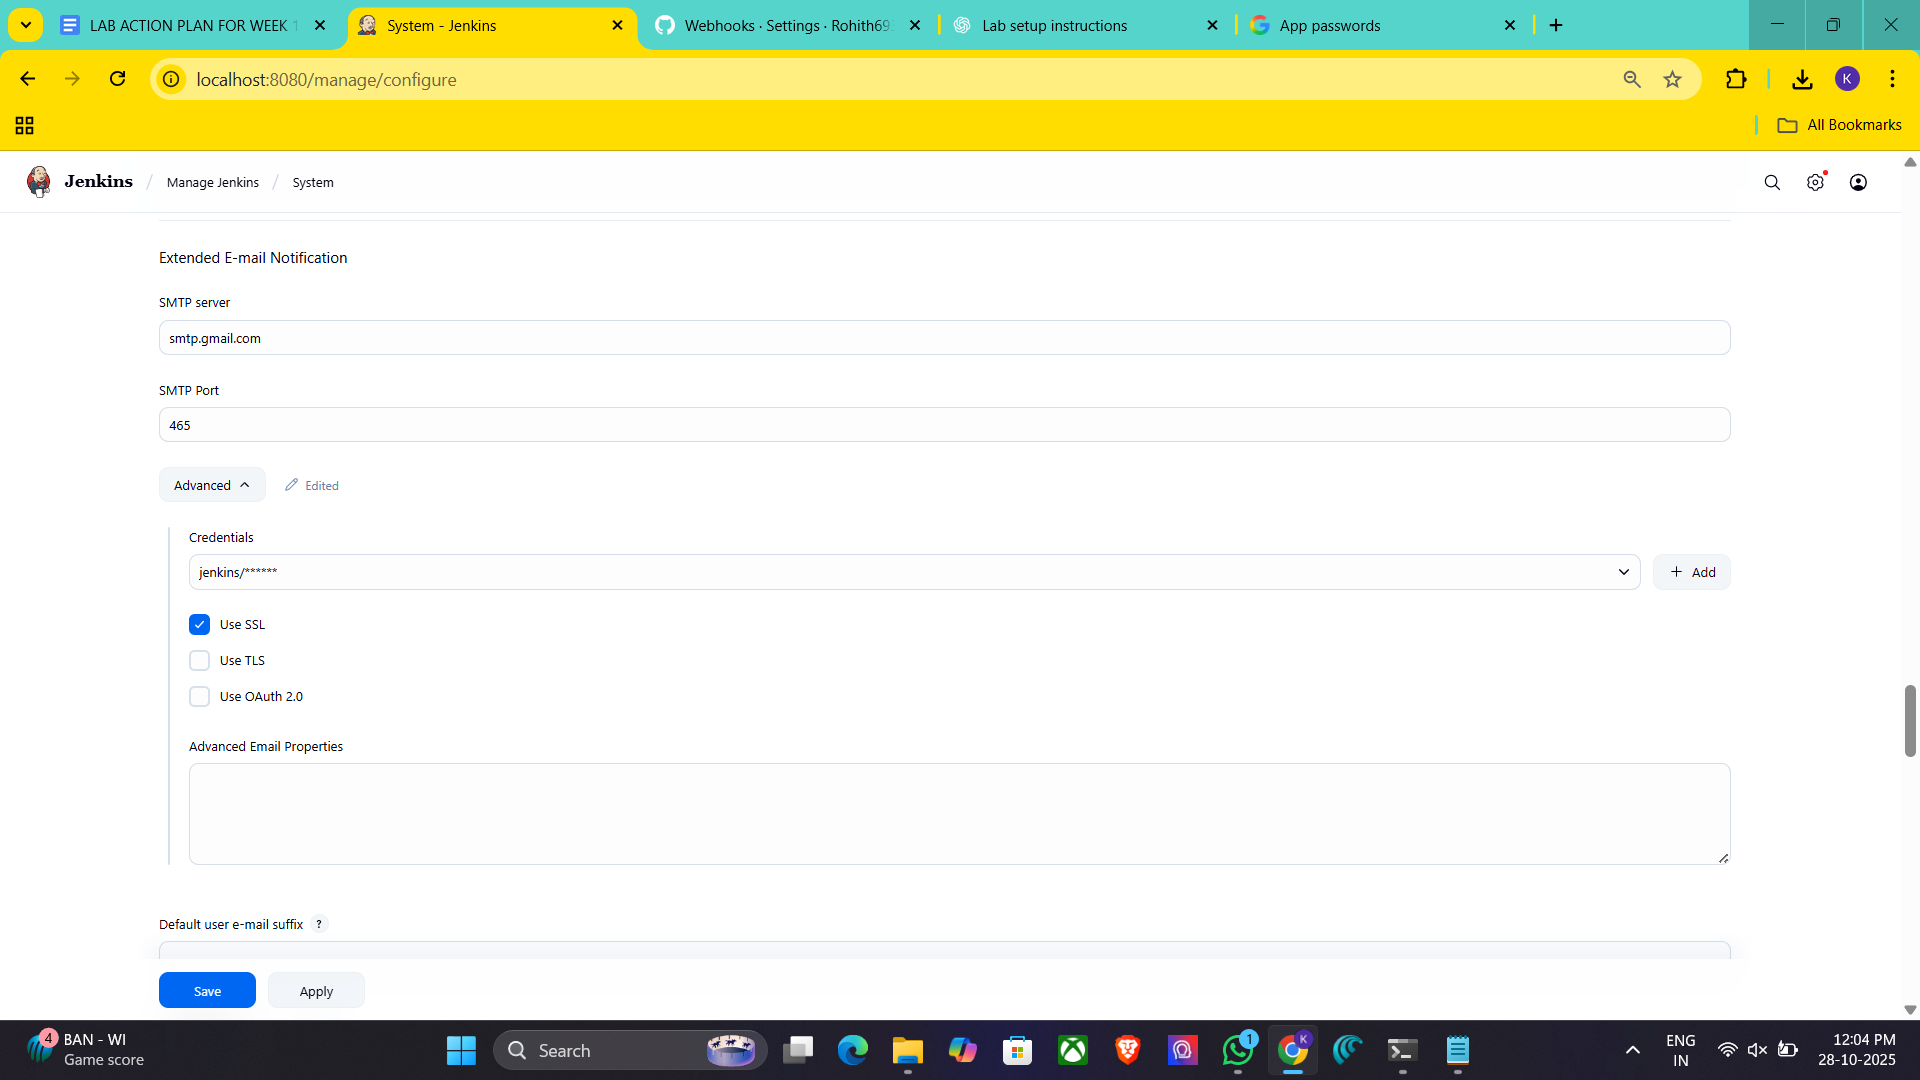 LAB ACTION PLAN FOR WEEK 1
System - Jenkins
Webhooks · Settings · Rohith69
Lab setup instructions
App passwords
localhost:8080/manage/configure
K
All Bookmarks
Jenkins / Manage Jenkins / System
Extended E-mail Notification
SMTP server
smtp.gmail.com
SMTP Port
465
Advanced
Edited
Credentials
jenkins/******
+ Add
Use SSL
Use TLS
Use OAuth 2.0
Advanced Email Properties
Default user e-mail suffix ?
Save
Apply
4
BAN - WI
Game score
Search
1
K
ENG
IN
12:04 PM
28-10-2025